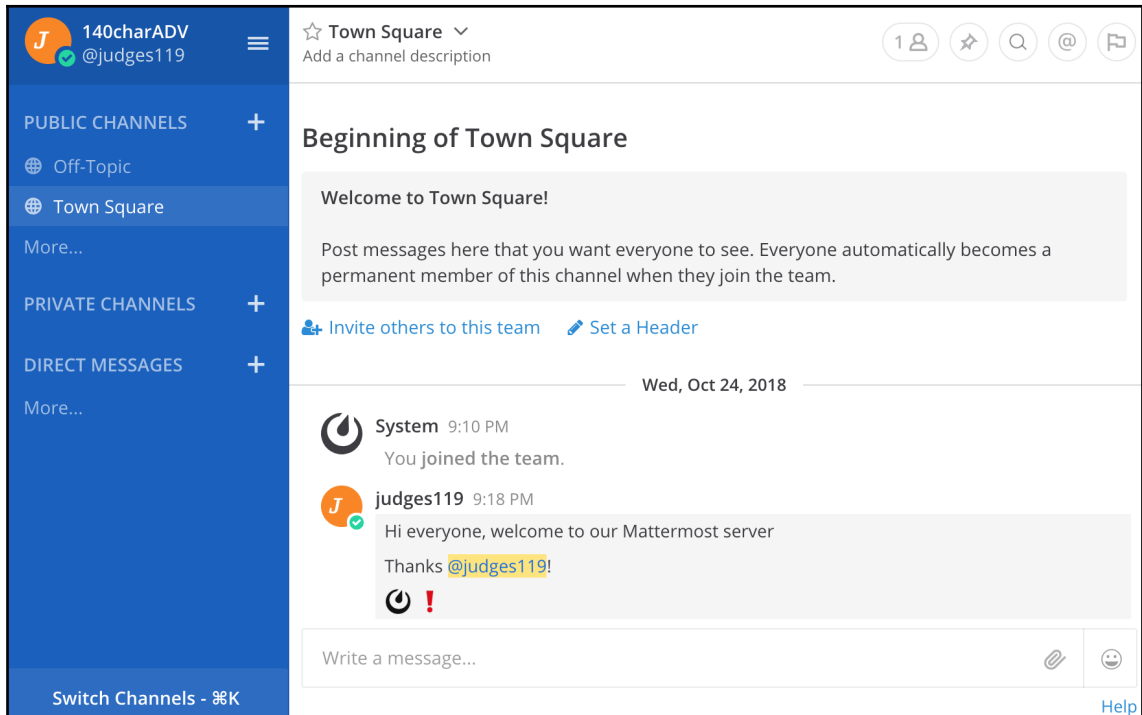 J
140charADV
@judges119
PUBLIC CHANNELS +
Off-Topic
Town Square
More...
PRIVATE CHANNELS +
DIRECT MESSAGES +
More...
Switch Channels - ⌘K
Town Square
Add a channel description
1
@
Beginning of Town Square
Welcome to Town Square!
Post messages here that you want everyone to see. Everyone automatically becomes a
permanent member of this channel when they join the team.
Invite others to this team Set a Header
Wed, Oct 24, 2018
System 9:10 PM
You joined the team.
J
judges119 9:18 PM
Hi everyone, welcome to our Mattermost server
Thanks @judges119!
❗
Write a message...
Help